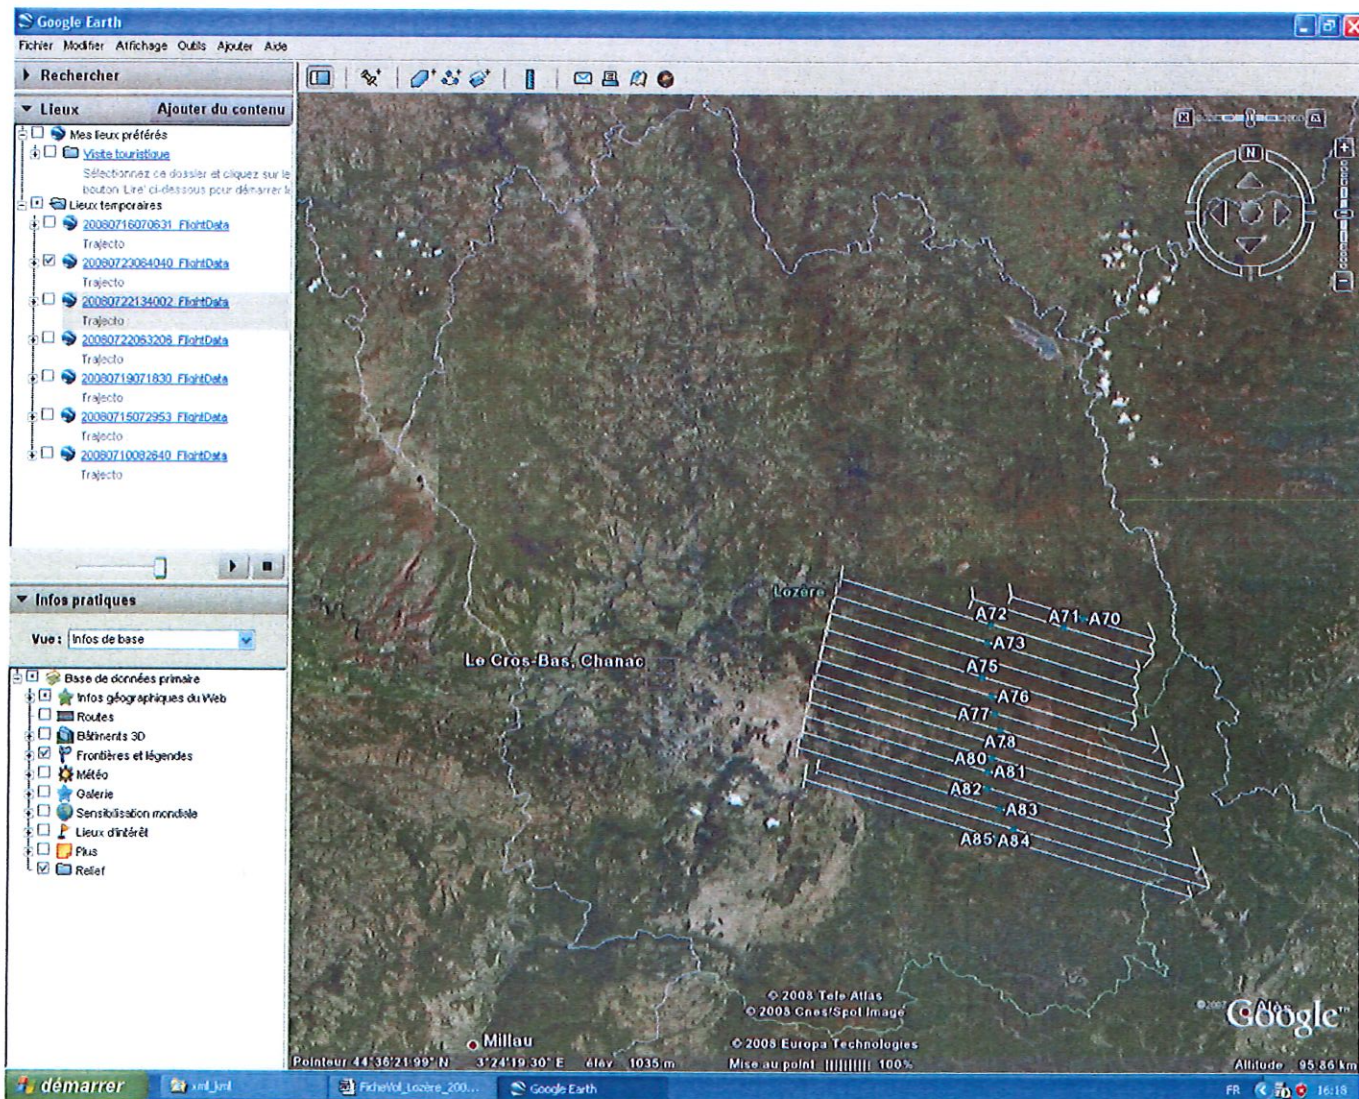 Google Earth
Fichier Modifier Affichage Outils Ajouter Aide
Rechercher
Lieux Ajouter du contenu
Mes lieux préférés
Visite touristique
Sélectionnez ce dossier et cliquez sur le
bouton 'Lire' ci-dessous pour démarrer
Lieux temporaires
20080716070631_FlightData
Trajecto
20080723064040_FlightData
Trajecto
20080722134002_FlightData
Trajecto
20080722063206_FlightData
Trajecto
20080719071830_FlightData
Trajecto
20080715072953_FlightData
Trajecto
20080710082640_FlightData
Trajecto
Infos pratiques
Vue : Infos de base
Base de données primaire
Infos géographiques du Web
Routes
Bâtiments 3D
Frontières et légendes
Météo
Galerie
Sensibilisation mondiale
Lieux d'intérêt
Plus
Relief
N
Lozère
A72
A71
A70
A73
A75
Le Cros-Bas, Chanac
A76
A77
A78
A80
A81
A82
A83
A85
A84
© 2008 Tele Atlas
© 2008 Cnes/Spot Image
© 2008 Europa Technologies
©2007 Google™
Alès
Millau
Pointeur 44°36'21.99" N 3°24'19.30" E élév. 1035 m Mise au point |||||||||| 100% Altitude 95.86 km
démarrer xml_kml FicheVol_Lozère_200... Google Earth FR 16:18